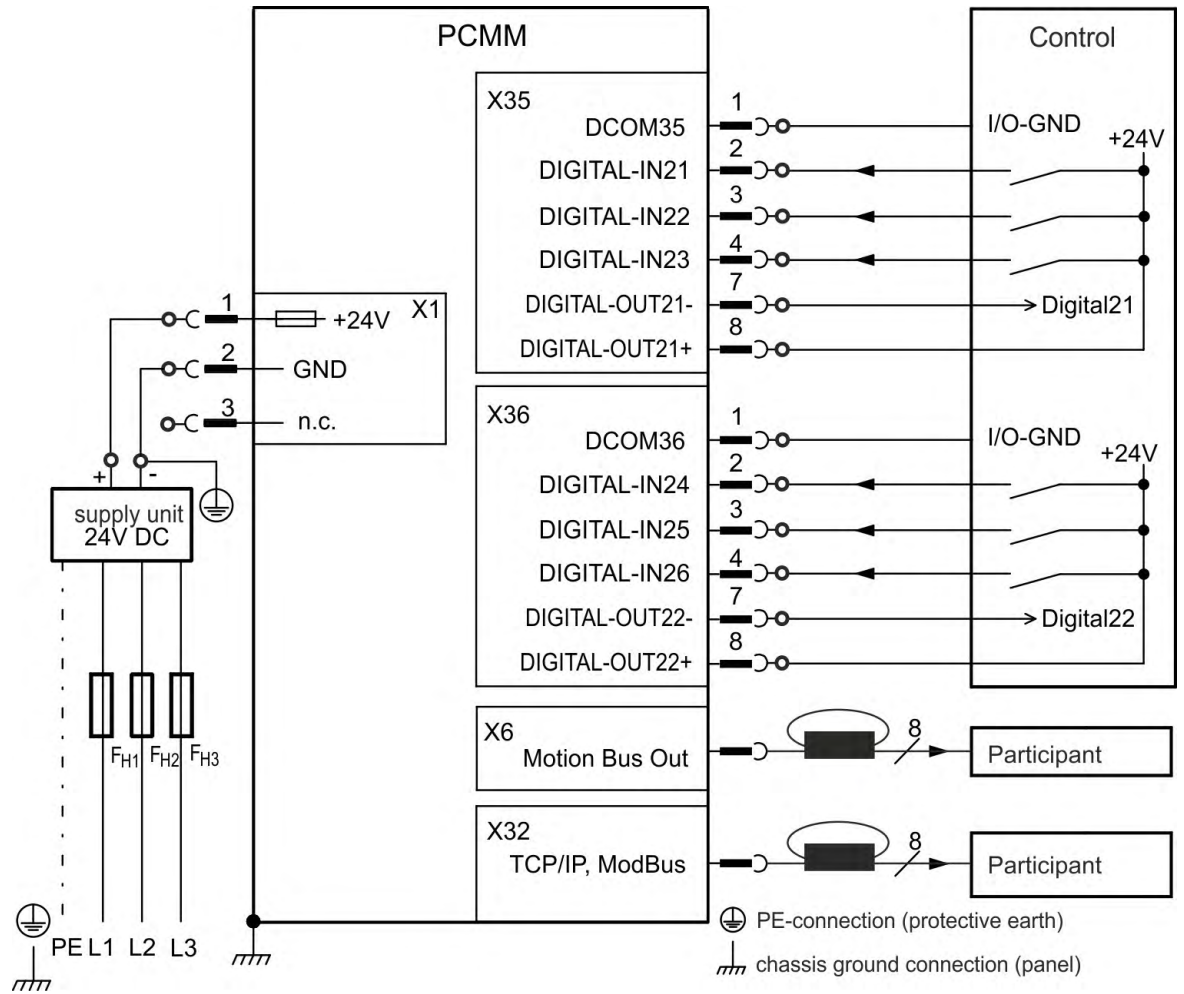 PCMM
Control
X35
1
DCOM35
I/O-GND
+24V
2
DIGITAL-IN21
3
DIGITAL-IN22
4
DIGITAL-IN23
7
DIGITAL-OUT21-
Digital21
8
DIGITAL-OUT21+
X1
1
+24V
2
GND
3
n.c.
+ -
supply unit
24V DC
X36
1
DCOM36
I/O-GND
+24V
2
DIGITAL-IN24
3
DIGITAL-IN25
4
DIGITAL-IN26
7
DIGITAL-OUT22-
Digital22
8
DIGITAL-OUT22+
FH1 FH2 FH3
X6
Motion Bus Out
8
Participant
X32
TCP/IP, ModBus
8
Participant
PE L1 L2 L3
PE-connection (protective earth)
chassis ground connection (panel)